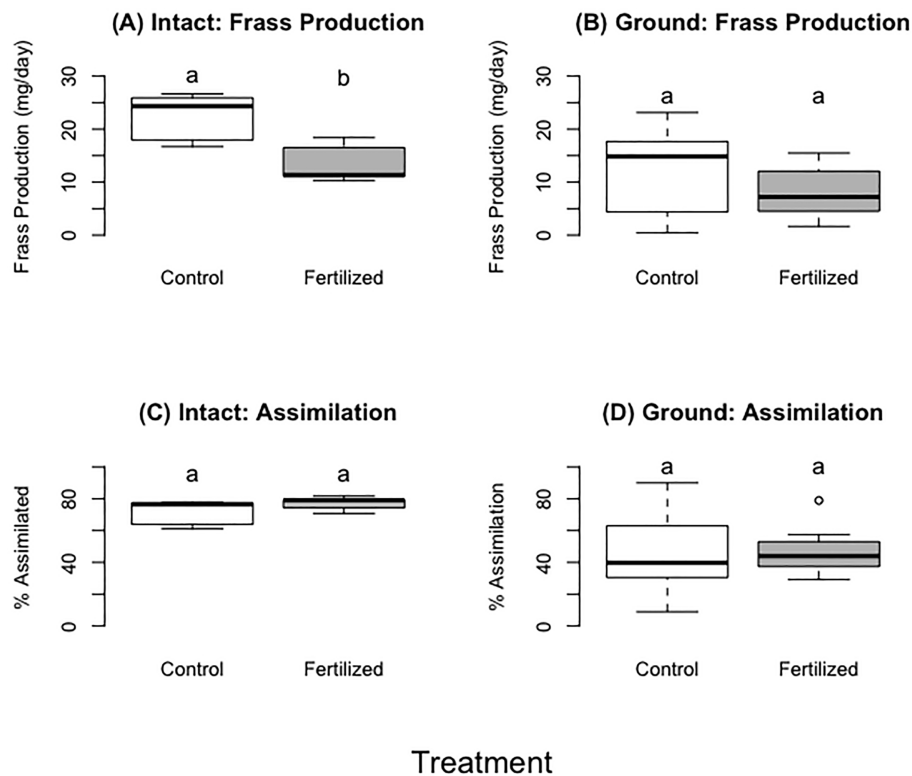 (A) Intact: Frass Production
Frass Production (mg/day)
30
20
10
0
a
b
Control
Fertilized
(B) Ground: Frass Production
Frass Production (mg/day)
30
20
10
0
a
a
Control
Fertilized
(C) Intact: Assimilation
% Assimilated
80
40
0
a
a
Control
Fertilized
(D) Ground: Assimilation
% Assimilation
80
40
0
a
a
Control
Fertilized
Treatment